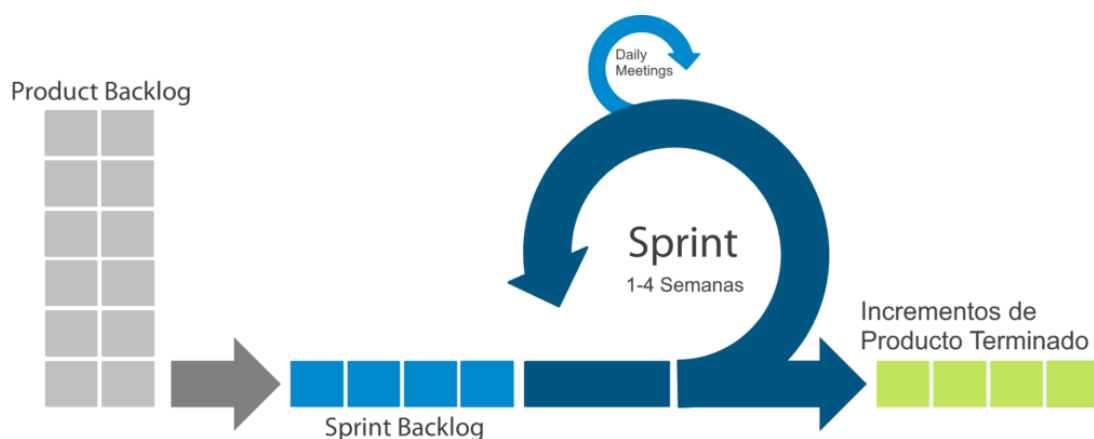 Daily
Meetings
Product Backlog
Sprint
1-4 Semanas
Incrementos de
Producto Terminado
Sprint Backlog